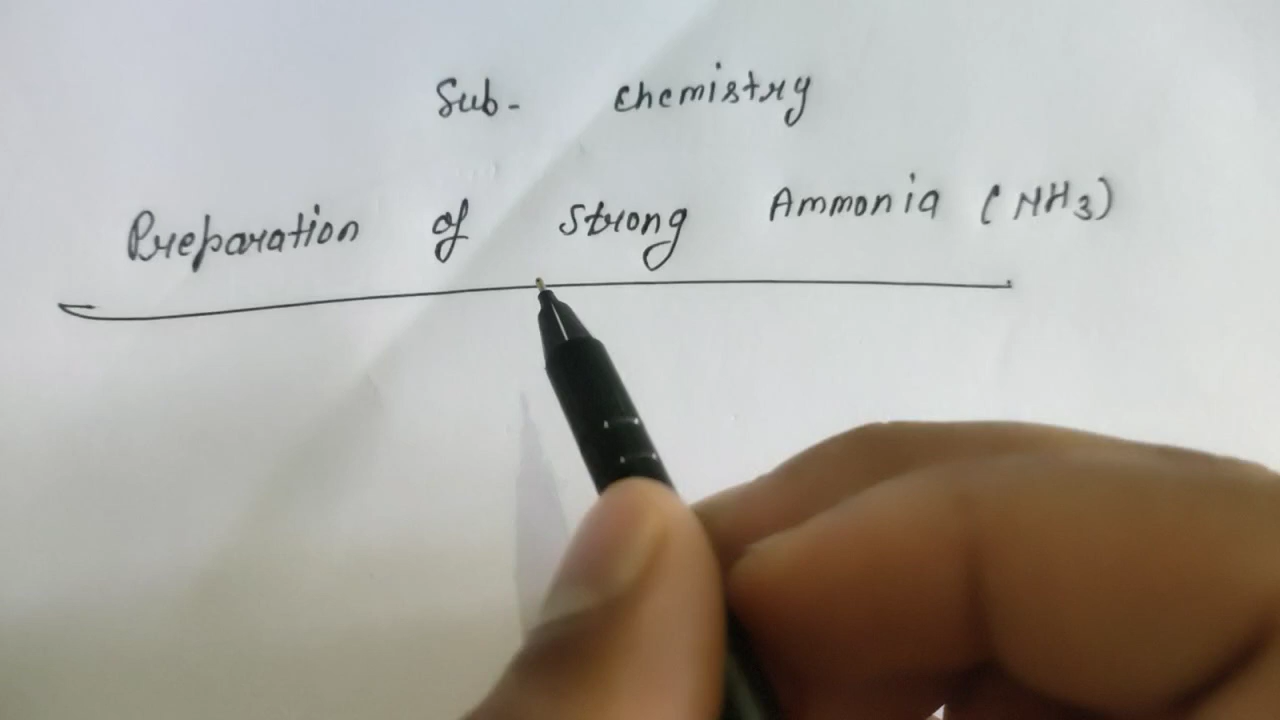 Sub- Chemistry
Preparation of Strong Ammonia (NH3)